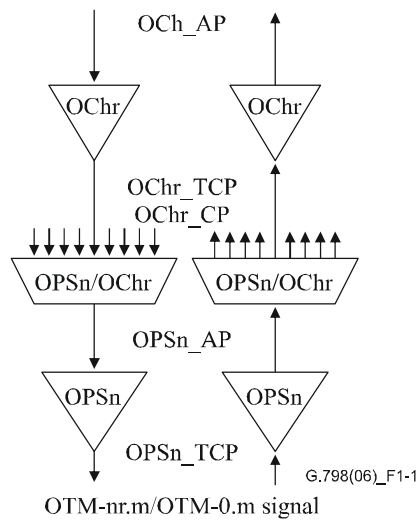 OCh_AP
OChr OChr
OChr_TCP
OChr_CP
OPSn/OChr OPSn/OChr
OPSn_AP
OPSn OPSn
OPSn_TCP
G.798(06)_F1-1
OTM-nr.m/OTM-0.m signal